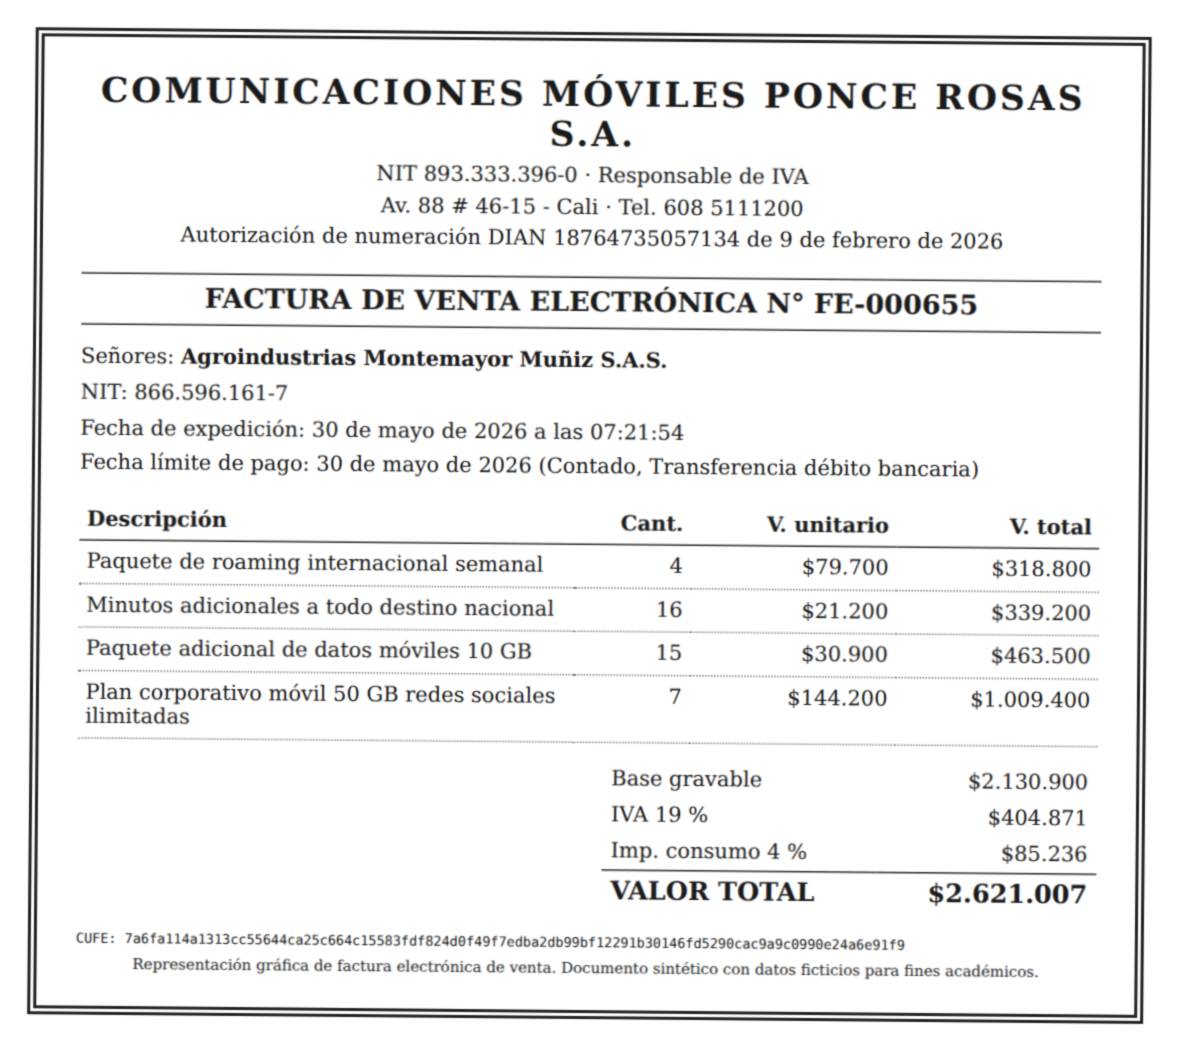 COMUNICACIONES MÓVILES PONCE ROSAS
S.A.
NIT 893.333.396-0 · Responsable de IVA
Av. 88 # 46-15 - Cali · Tel. 608 5111200
Autorización de numeración DIAN 18764735057134 de 9 de febrero de 2026
FACTURA DE VENTA ELECTRÓNICA N° FE-000655
Señores: Agroindustrias Montemayor Muñiz S.A.S.
NIT: 866.596.161-7
Fecha de expedición: 30 de mayo de 2026 a las 07:21:54
Fecha límite de pago: 30 de mayo de 2026 (Contado, Transferencia débito bancaria)
Descripción Cant. V. unitario V. total
Paquete de roaming internacional semanal 4 $79.700 $318.800
Minutos adicionales a todo destino nacional 16 $21.200 $339.200
Paquete adicional de datos móviles 10 GB 15 $30.900 $463.500
Plan corporativo móvil 50 GB redes sociales 7 $144.200 $1.009.400
ilimitadas
Base gravable $2.130.900
IVA 19 % $404.871
Imp. consumo 4 % $85.236
VALOR TOTAL $2.621.007
CUFE: 7a6fa114a1313cc55644ca25c664c15583fdf824d0f49f7edba2db99bf12291b30146fd5290cac9a9c0990e24a6e91f9
Representación gráfica de factura electrónica de venta. Documento sintético con datos ficticios para fines académicos.